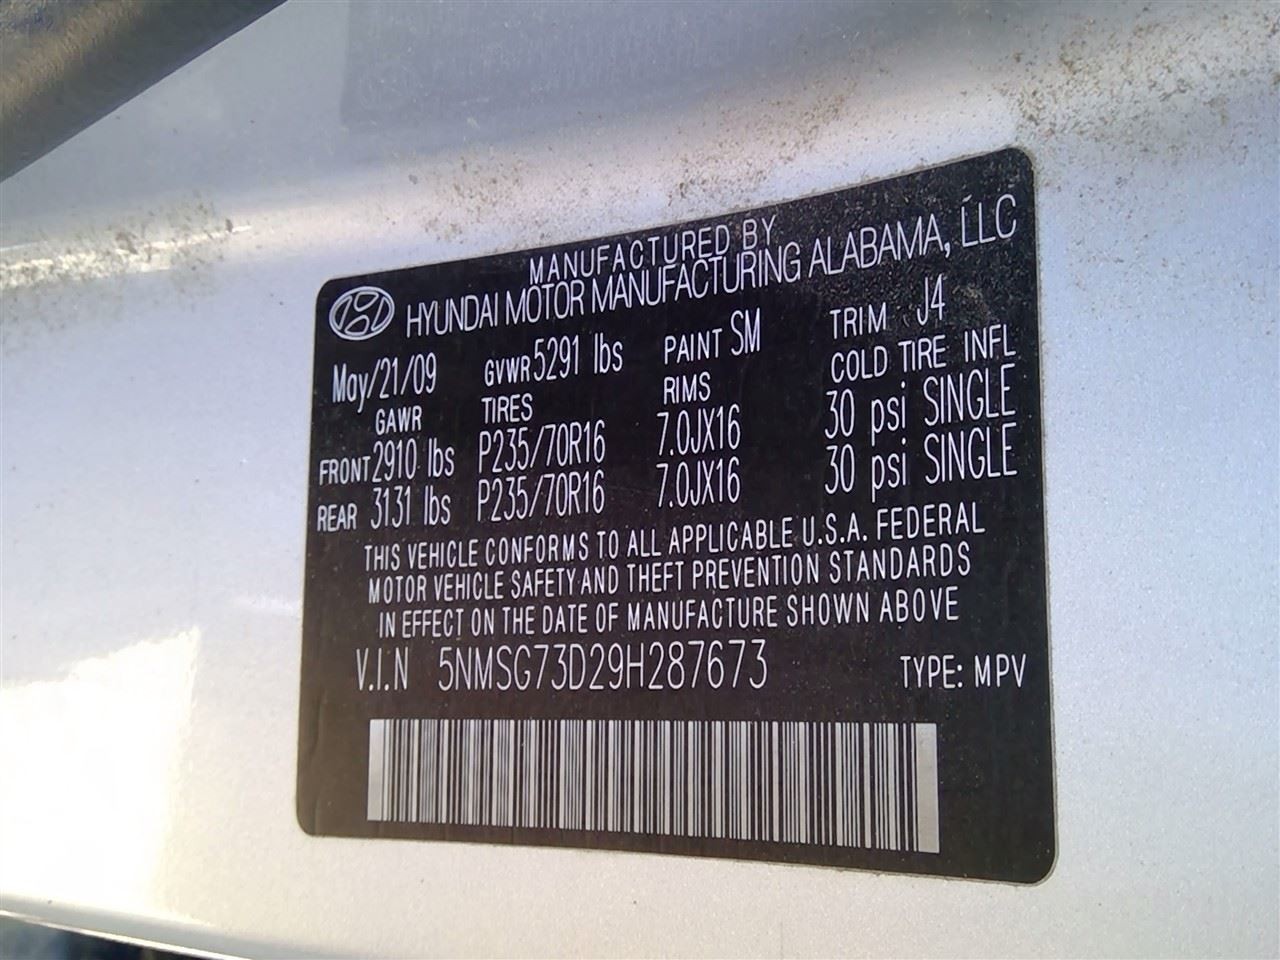 MANUFACTURED BY
HYUNDAI MOTOR MANUFACTURING ALABAMA, LLC
May/21/09 GVWR 5291 lbs PAINT SM TRIM J4
GAWR TIRES RIMS COLD TIRE INFL
FRONT 2910 lbs P235/70R16 7.0JX16 30 psi SINGLE
REAR 3131 lbs P235/70R16 7.0JX16 30 psi SINGLE
THIS VEHICLE CONFORMS TO ALL APPLICABLE U.S.A. FEDERAL
MOTOR VEHICLE SAFETY AND THEFT PREVENTION STANDARDS
IN EFFECT ON THE DATE OF MANUFACTURE SHOWN ABOVE
V.I.N 5NMSG73D29H287673 TYPE: MPV